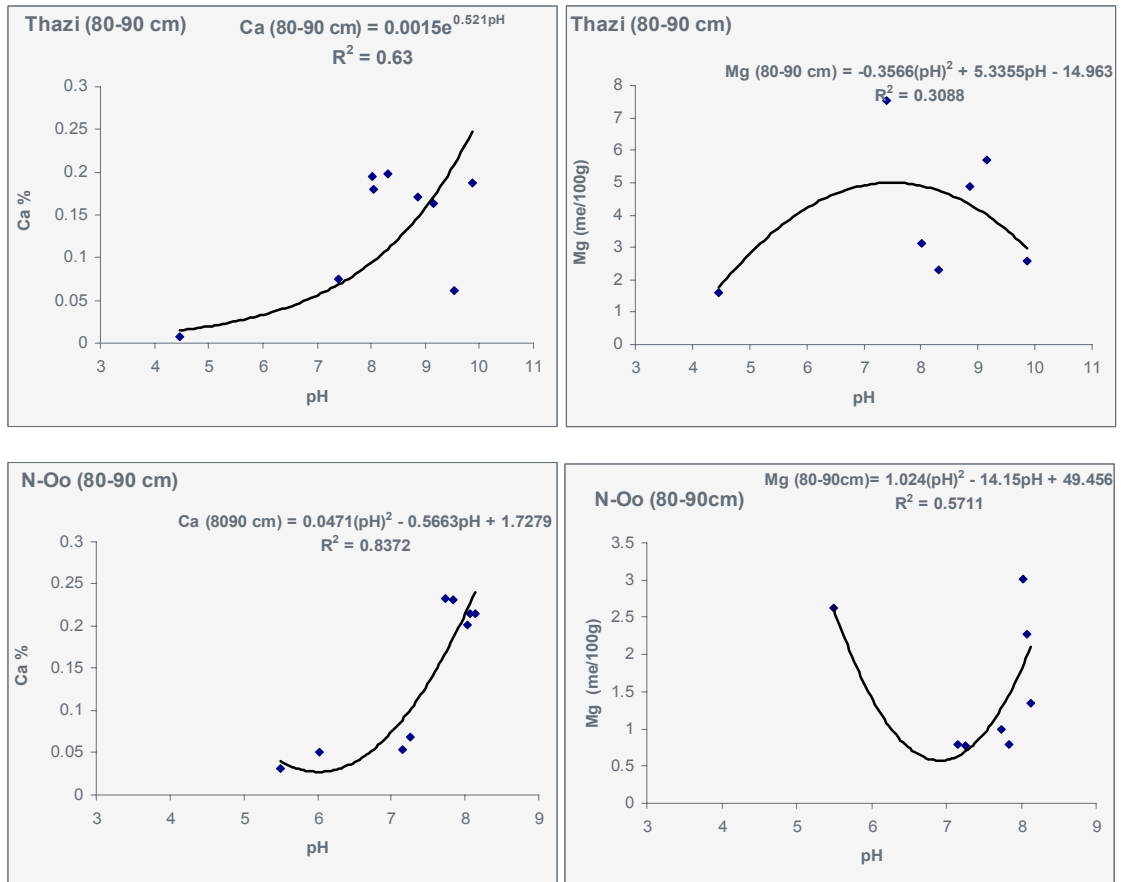 Thazi (80-90 cm)
Ca (80-90 cm) = 0.0015e^0.521pH
R² = 0.63
0.3
0.25
0.2
0.15
0.1
0.05
0
Ca %
3 4 5 6 7 8 9 10 11
pH
Thazi (80-90 cm)
Mg (80-90 cm) = -0.3566(pH)² + 5.3355pH - 14.963
R² = 0.3088
8
7
6
5
4
3
2
1
0
Mg (me/100g)
3 4 5 6 7 8 9 10 11
pH
N-Oo (80-90 cm)
Ca (8090 cm) = 0.0471(pH)² - 0.5663pH + 1.7279
R² = 0.8372
0.3
0.25
0.2
0.15
0.1
0.05
0
Ca %
3 4 5 6 7 8 9
pH
Mg (80-90cm)= 1.024(pH)² - 14.15pH + 49.456
R² = 0.5711
N-Oo (80-90cm)
3.5
3
2.5
2
1.5
1
0.5
0
Mg (me/100g)
3 4 5 6 7 8 9
pH